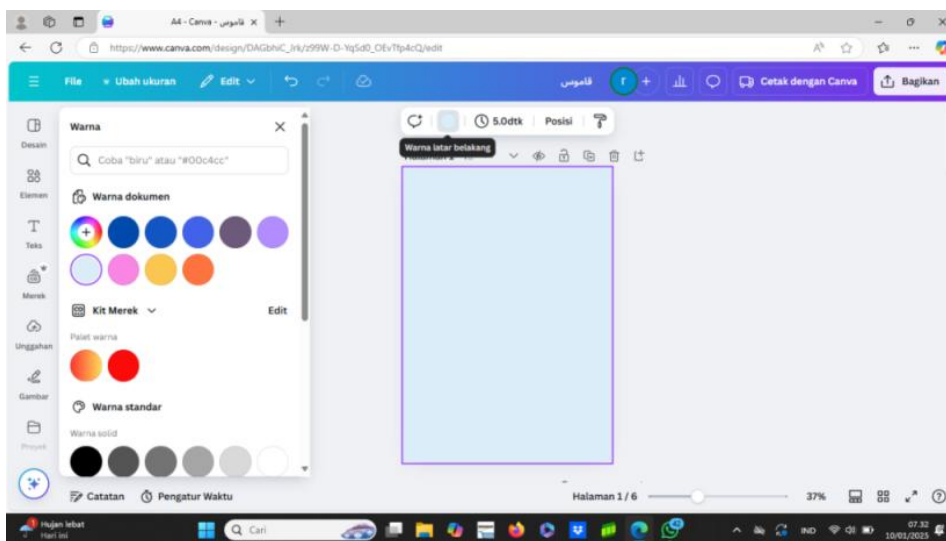 A4 - Canva - قاموس
https://www.canva.com/design/DAGbhiC_Jrk/z99W-D-YqSd0_OEvTfp4cQ/edit
File
Ubah ukuran
Edit
قاموس
r
Cetak dengan Canva
Bagikan
Desain
Elemen
Teks
Merek
Unggahan
Gambar
Proyek
Warna
Coba "biru" atau "#00c4cc"
Warna dokumen
Kit Merek
Edit
Palet warna
Warna standar
Warna solid
5.0dtk
Posisi
Warna latar belakang
Catatan
Pengatur Waktu
Halaman 1 / 6
37%
Hujan lebat
Hari ini
Cari
IND
07.32
10/01/2025